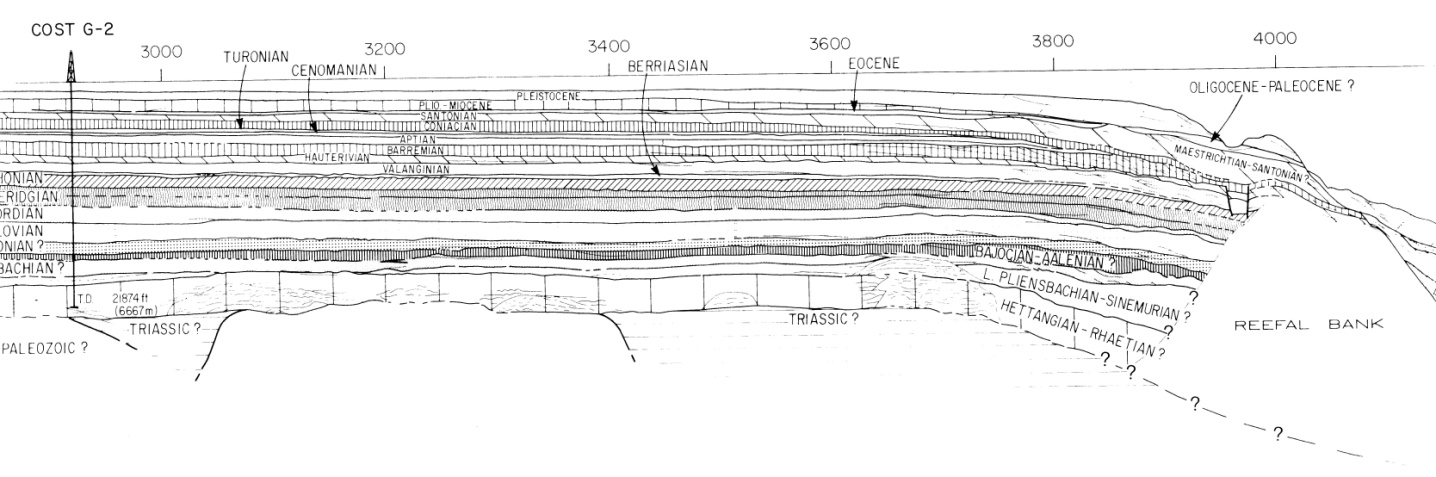 COST G-2
3000
3200
3400
3600
3800
4000
TURONIAN
CENOMANIAN
BERRIASIAN
EOCENE
OLIGOCENE-PALEOCENE ?
PLEISTOCENE
PLIO-MIOCENE
SANTONIAN
CONIACIAN
APTIAN
BARREMIAN
HAUTERIVIAN
VALANGINIAN
MAESTRICHTIAN-SANTONIAN?
HONIAN
ERIDGIAN
ORDIAN
LOVIAN
ONIAN ?
BACHIAN ?
BAJOCIAN-AALENIAN ?
L. PLIENSBACHIAN-SINEMURIAN ?
HETTANGIAN-RHAETIAN ?
T.D. 21874 ft
(6667m)
TRIASSIC ?
TRIASSIC ?
PALEOZOIC ?
REEFAL BANK
?
?
?
?
?
?